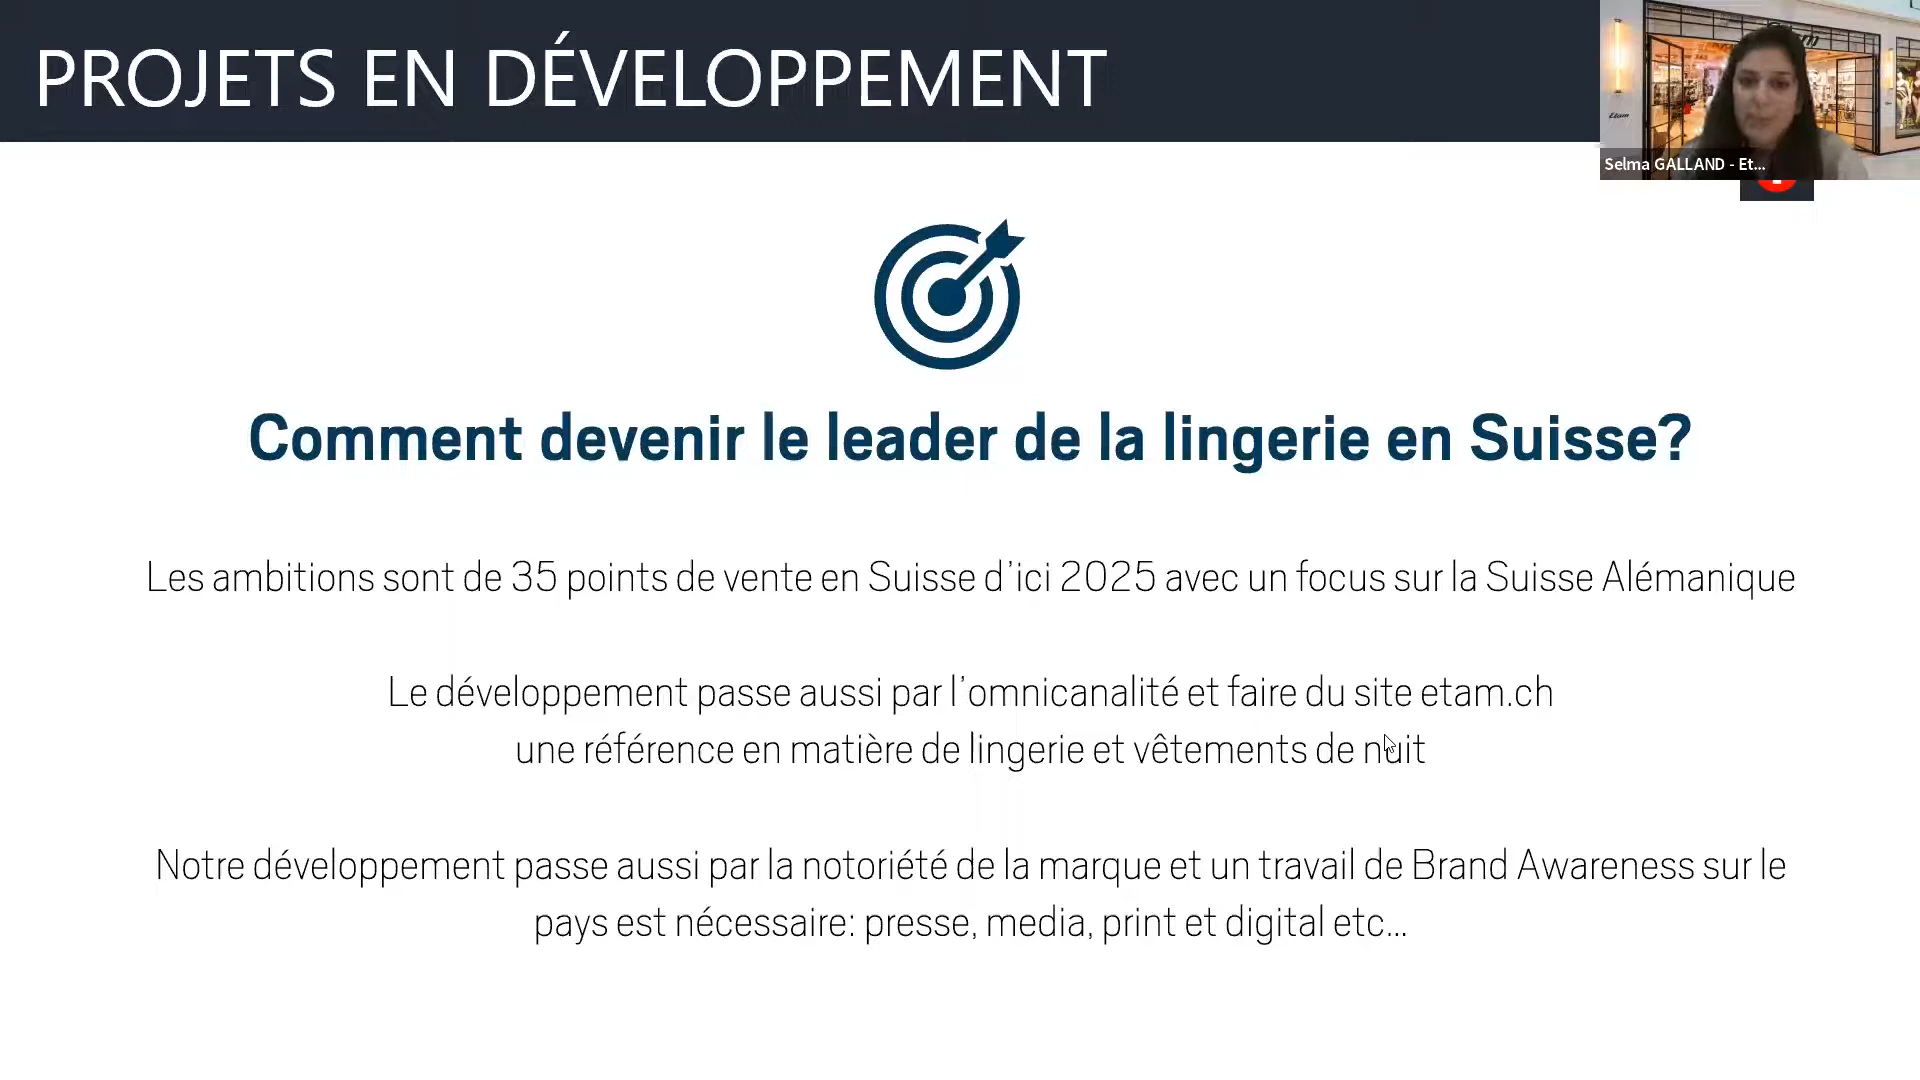 PROJETS EN DÉVELOPPEMENT
Etam
Selma GALLAND - Et...
Comment devenir le leader de la lingerie en Suisse?
Les ambitions sont de 35 points de vente en Suisse d'ici 2025 avec un focus sur la Suisse Alémanique
Le développement passe aussi par l'omnicanalité et faire du site etam.ch
une référence en matière de lingerie et vêtements de nuit
Notre développement passe aussi par la notoriété de la marque et un travail de Brand Awareness sur le
pays est nécessaire: presse, media, print et digital etc...